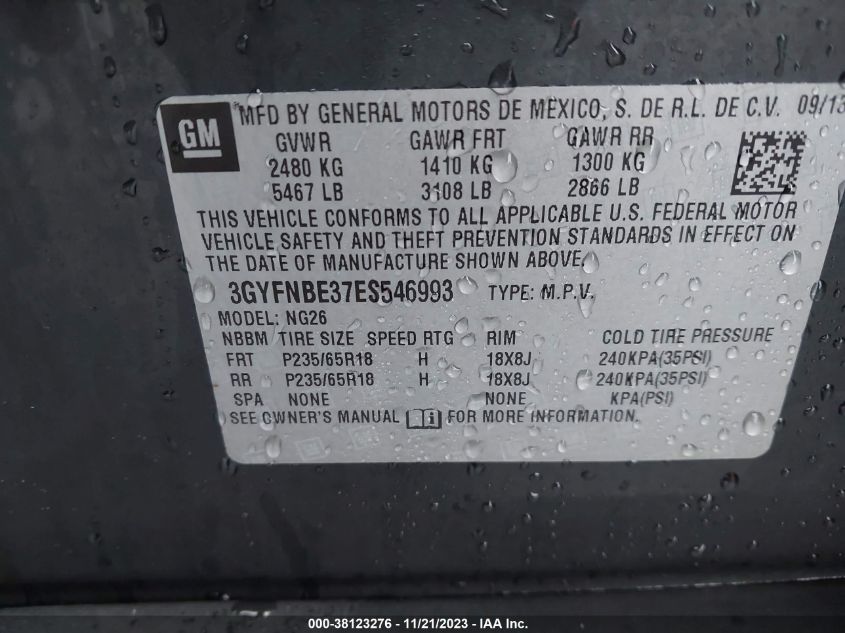 GM
*MFD BY GENERAL MOTORS DE MEXICO, S. DE R.L. DE C.V. 09/13
GVWR GAWR FRT GAWR RR
2480 KG 1410 KG 1300 KG
5467 LB 3108 LB 2866 LB
THIS VEHICLE CONFORMS TO ALL APPLICABLE U.S. FEDERAL MOTOR
VEHICLE SAFETY AND THEFT PREVENTION STANDARDS IN EFFECT ON
THE DATE OF MANUFACTURE SHOWN ABOVE.
3GYFNBE37ES546993 TYPE: M.P.V.
MODEL: NG26
NBBM TIRE SIZE SPEED RTG RIM COLD TIRE PRESSURE
FRT P235/65R18 H 18X8J 240KPA(35PSI)
RR P235/65R18 H 18X8J 240KPA(35PSI)
SPA NONE NONE KPA(PSI)
SEE OWNER'S MANUAL FOR MORE INFORMATION.
000-38123276 - 11/21/2023 - IAA Inc.